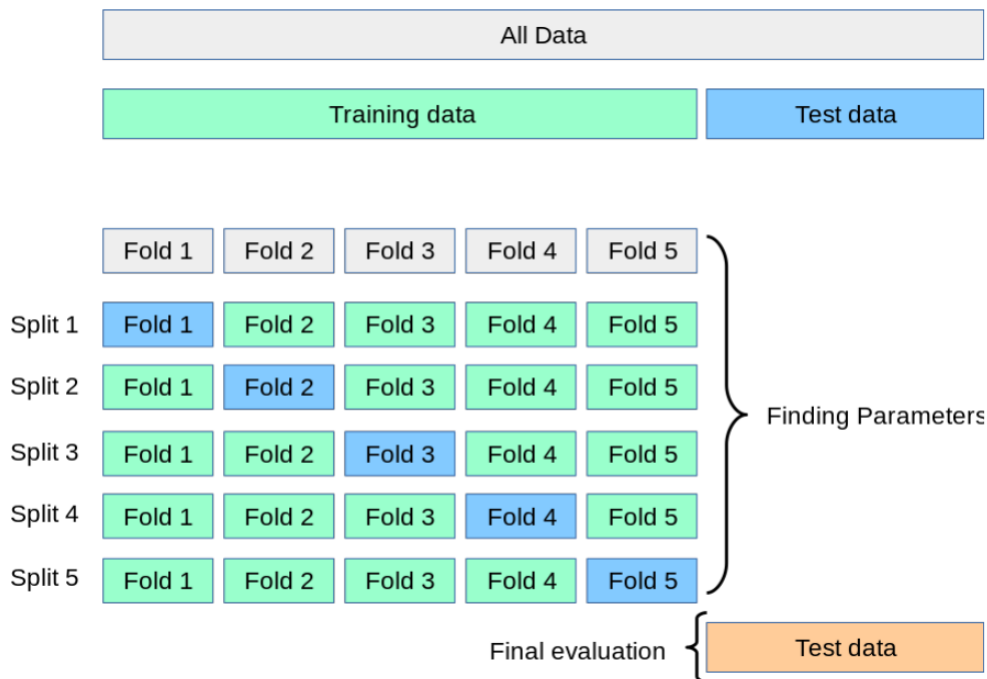 All Data
Training data Test data
Fold 1 Fold 2 Fold 3 Fold 4 Fold 5
Split 1 Fold 1 Fold 2 Fold 3 Fold 4 Fold 5
Split 2 Fold 1 Fold 2 Fold 3 Fold 4 Fold 5
Finding Parameters
Split 3 Fold 1 Fold 2 Fold 3 Fold 4 Fold 5
Split 4 Fold 1 Fold 2 Fold 3 Fold 4 Fold 5
Split 5 Fold 1 Fold 2 Fold 3 Fold 4 Fold 5
Final evaluation Test data